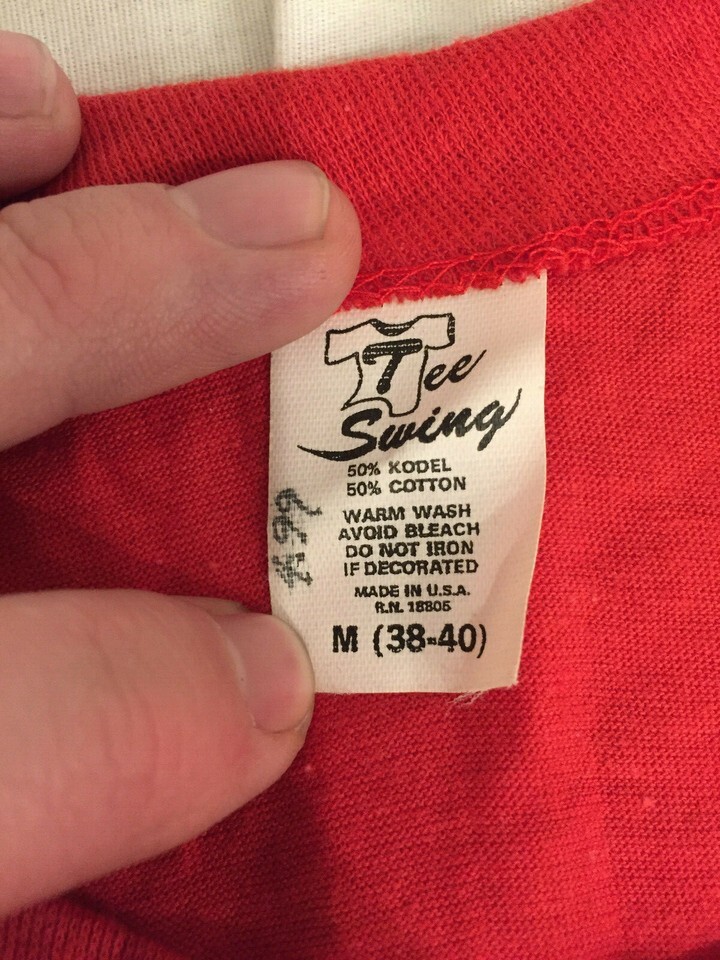 Tee
Swing
50% KODEL
50% COTTON
WARM WASH
AVOID BLEACH
DO NOT IRON
IF DECORATED
MADE IN U.S.A.
R.N. 18805
M (38-40)